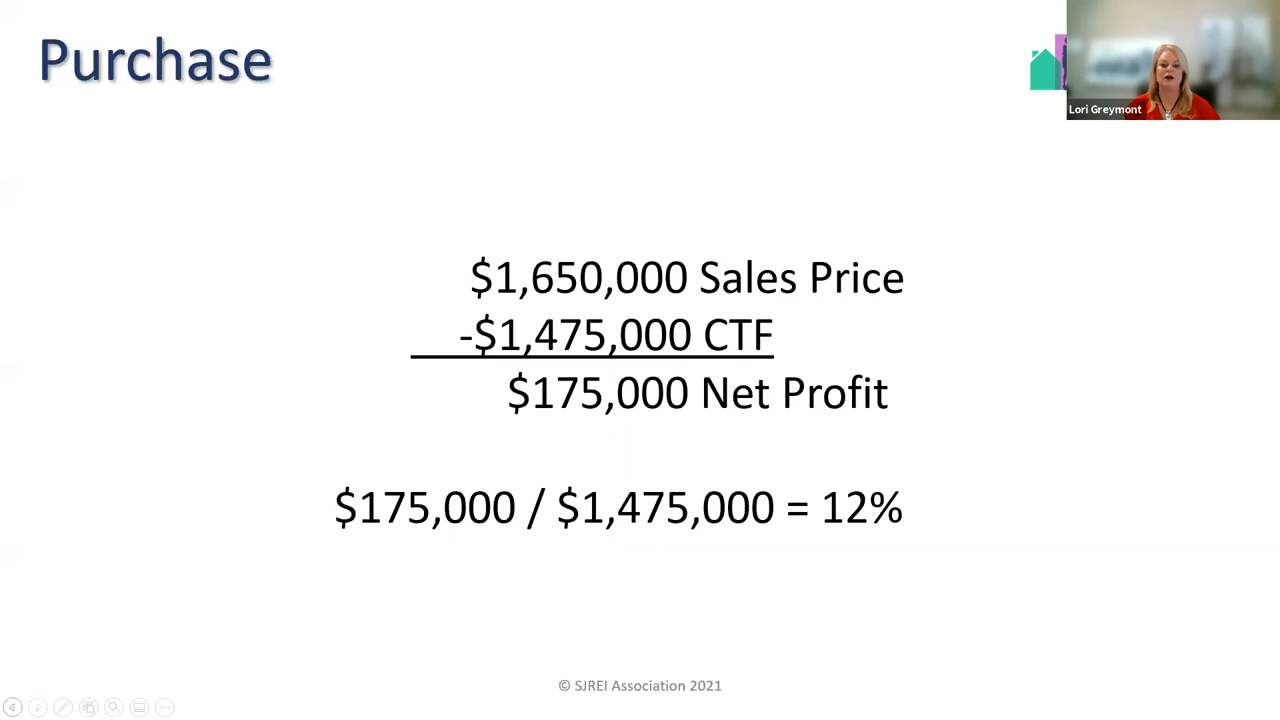 Purchase
Lori Greymont
$1,650,000 Sales Price
-$1,475,000 CTF
$175,000 Net Profit
$175,000 / $1,475,000 = 12%
© SJREI Association 2021